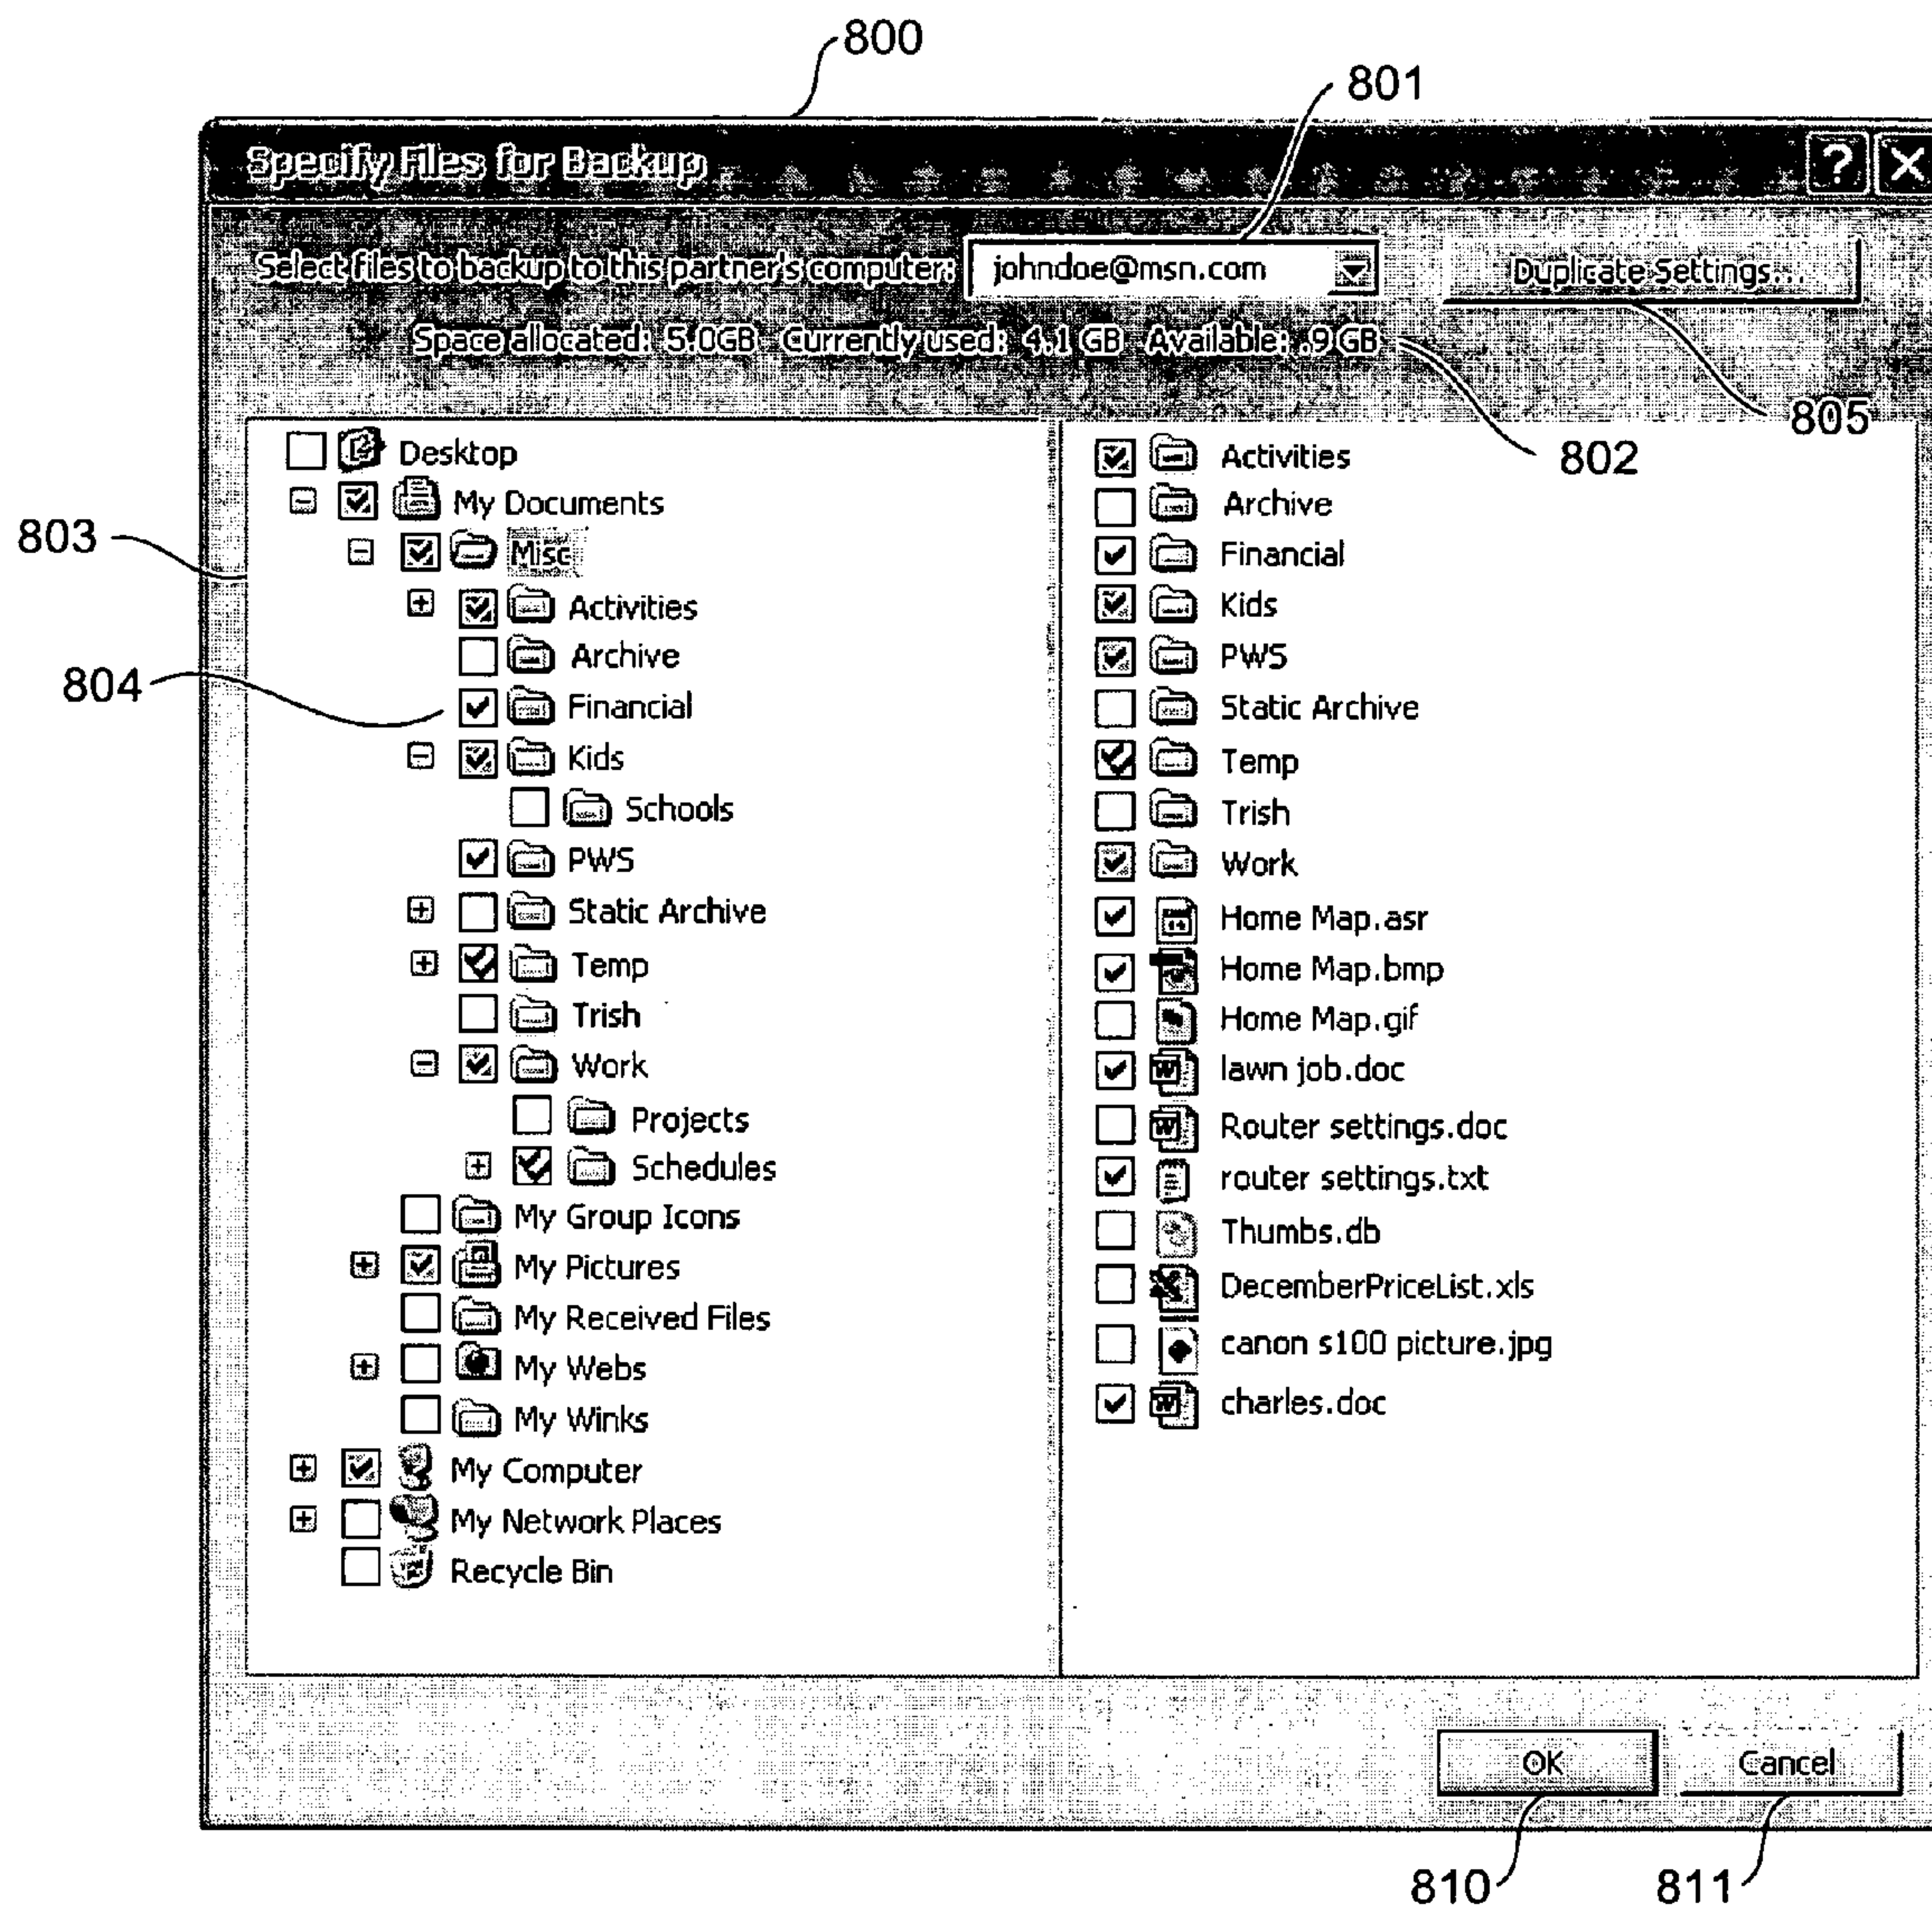 800
801
Specify Files for Backup
Select files to backup to this partner's computer: johndoe@msn.com Duplicate Settings...
Space allocated: 5.0GB Currently used: 4.1 GB Available: .9 GB
805
802
803
804
Desktop
My Documents
Misc
Activities
Archive
Financial
Kids
Schools
PWS
Static Archive
Temp
Trish
Work
Projects
Schedules
My Group Icons
My Pictures
My Received Files
My Webs
My Winks
My Computer
My Network Places
Recycle Bin
Activities
Archive
Financial
Kids
PWS
Static Archive
Temp
Trish
Work
Home Map.asr
Home Map.bmp
Home Map.gif
lawn job.doc
Router settings.doc
router settings.txt
Thumbs.db
DecemberPriceList.xls
canon s100 picture.jpg
charles.doc
OK Cancel
810 811